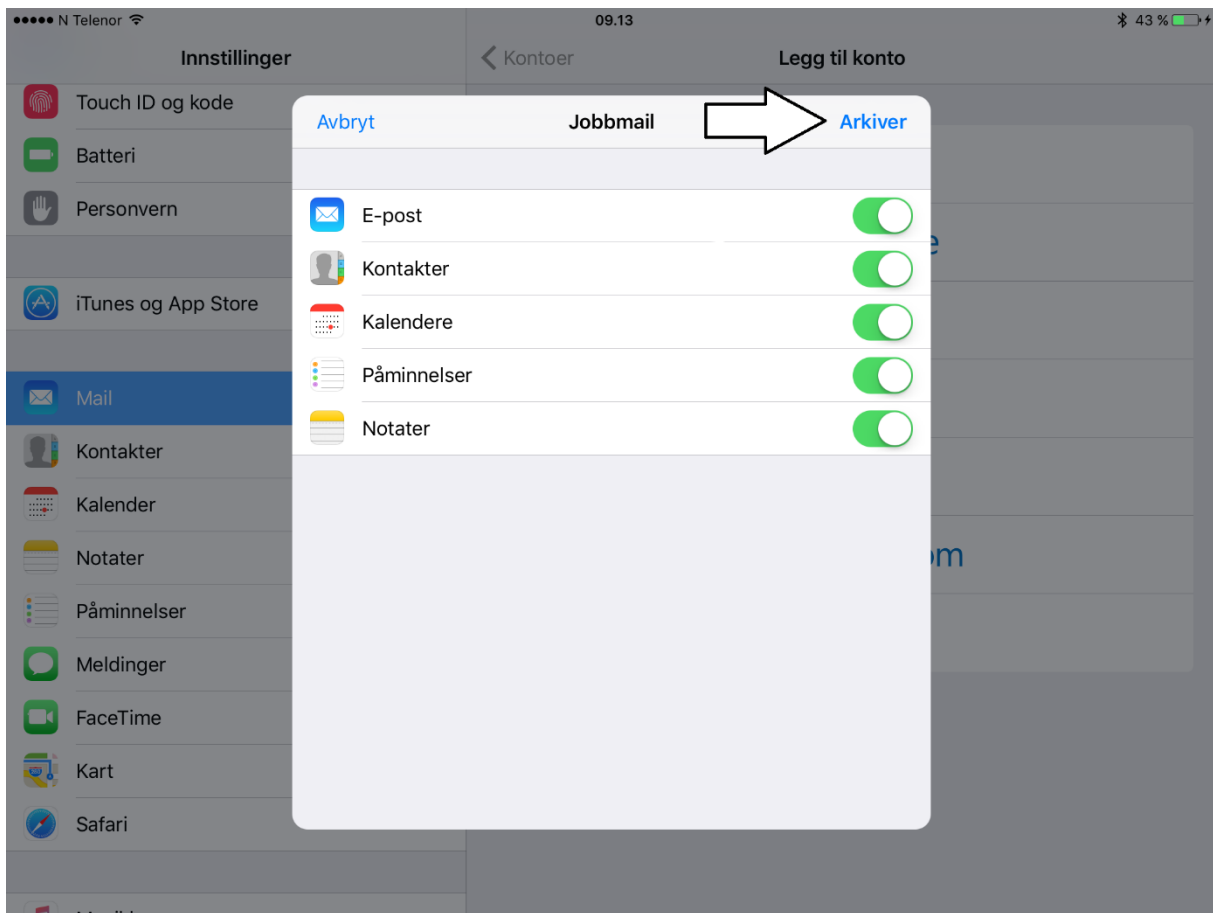 N Telenor
09.13
43 %
Innstillinger
Kontoer
Legg til konto
Touch ID og kode
Batteri
Personvern
iTunes og App Store
Mail
Kontakter
Kalender
Notater
Påminnelser
Meldinger
FaceTime
Kart
Safari
Avbryt
Jobbmail
Arkiver
E-post
Kontakter
Kalendere
Påminnelser
Notater